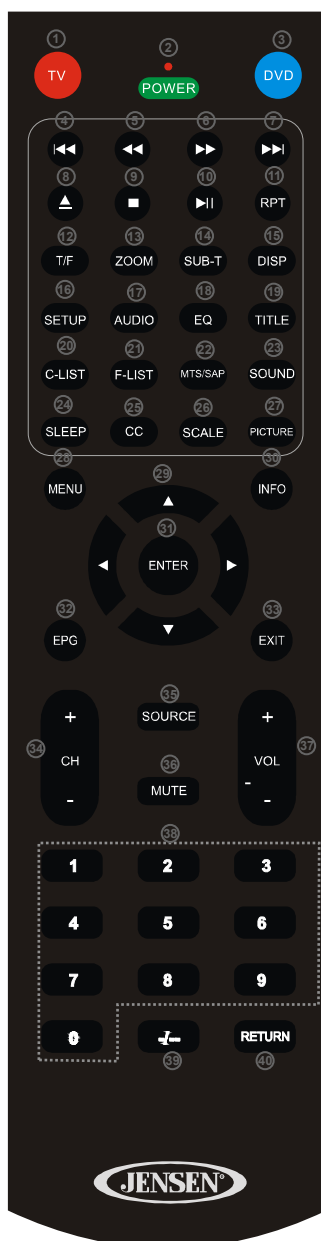 1 2 3
TV POWER DVD
4 5 6 7
8 9 10 11
RPT
12 13 14 15
T/F ZOOM SUB-T DISP
16 17 18 19
SETUP AUDIO EQ TITLE
20 21 22 23
C-LIST F-LIST MTS/SAP SOUND
24 25 26 27
SLEEP CC SCALE PICTURE
28 29 30
MENU INFO
31
ENTER
32 33
EPG EXIT
35
+ SOURCE +
34 CH 36 VOL 37
- MUTE - -
38
1 2 3
4 5 6
7 8 9
0 -/-- RETURN
39 40
JENSEN®